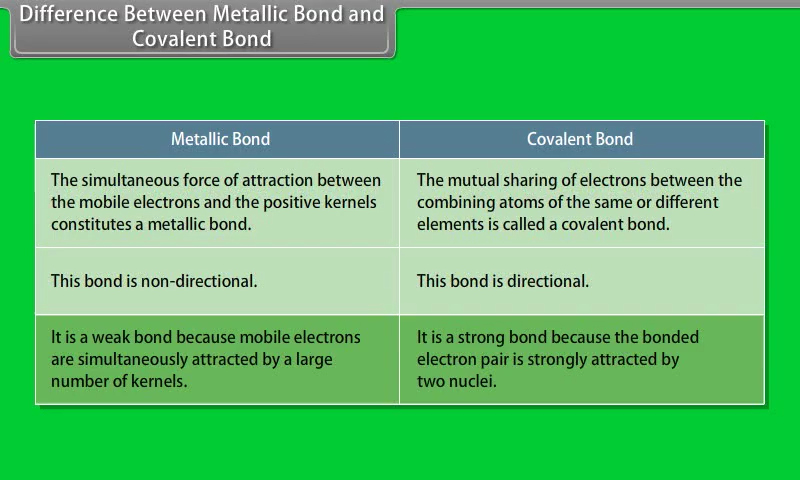 Difference Between Metallic Bond and
Covalent Bond
Metallic Bond
Covalent Bond
The simultaneous force of attraction between
the mobile electrons and the positive kernels
constitutes a metallic bond.
The mutual sharing of electrons between the
combining atoms of the same or different
elements is called a covalent bond.
This bond is non-directional.
This bond is directional.
It is a weak bond because mobile electrons
are simultaneously attracted by a large
number of kernels.
It is a strong bond because the bonded
electron pair is strongly attracted by
two nuclei.